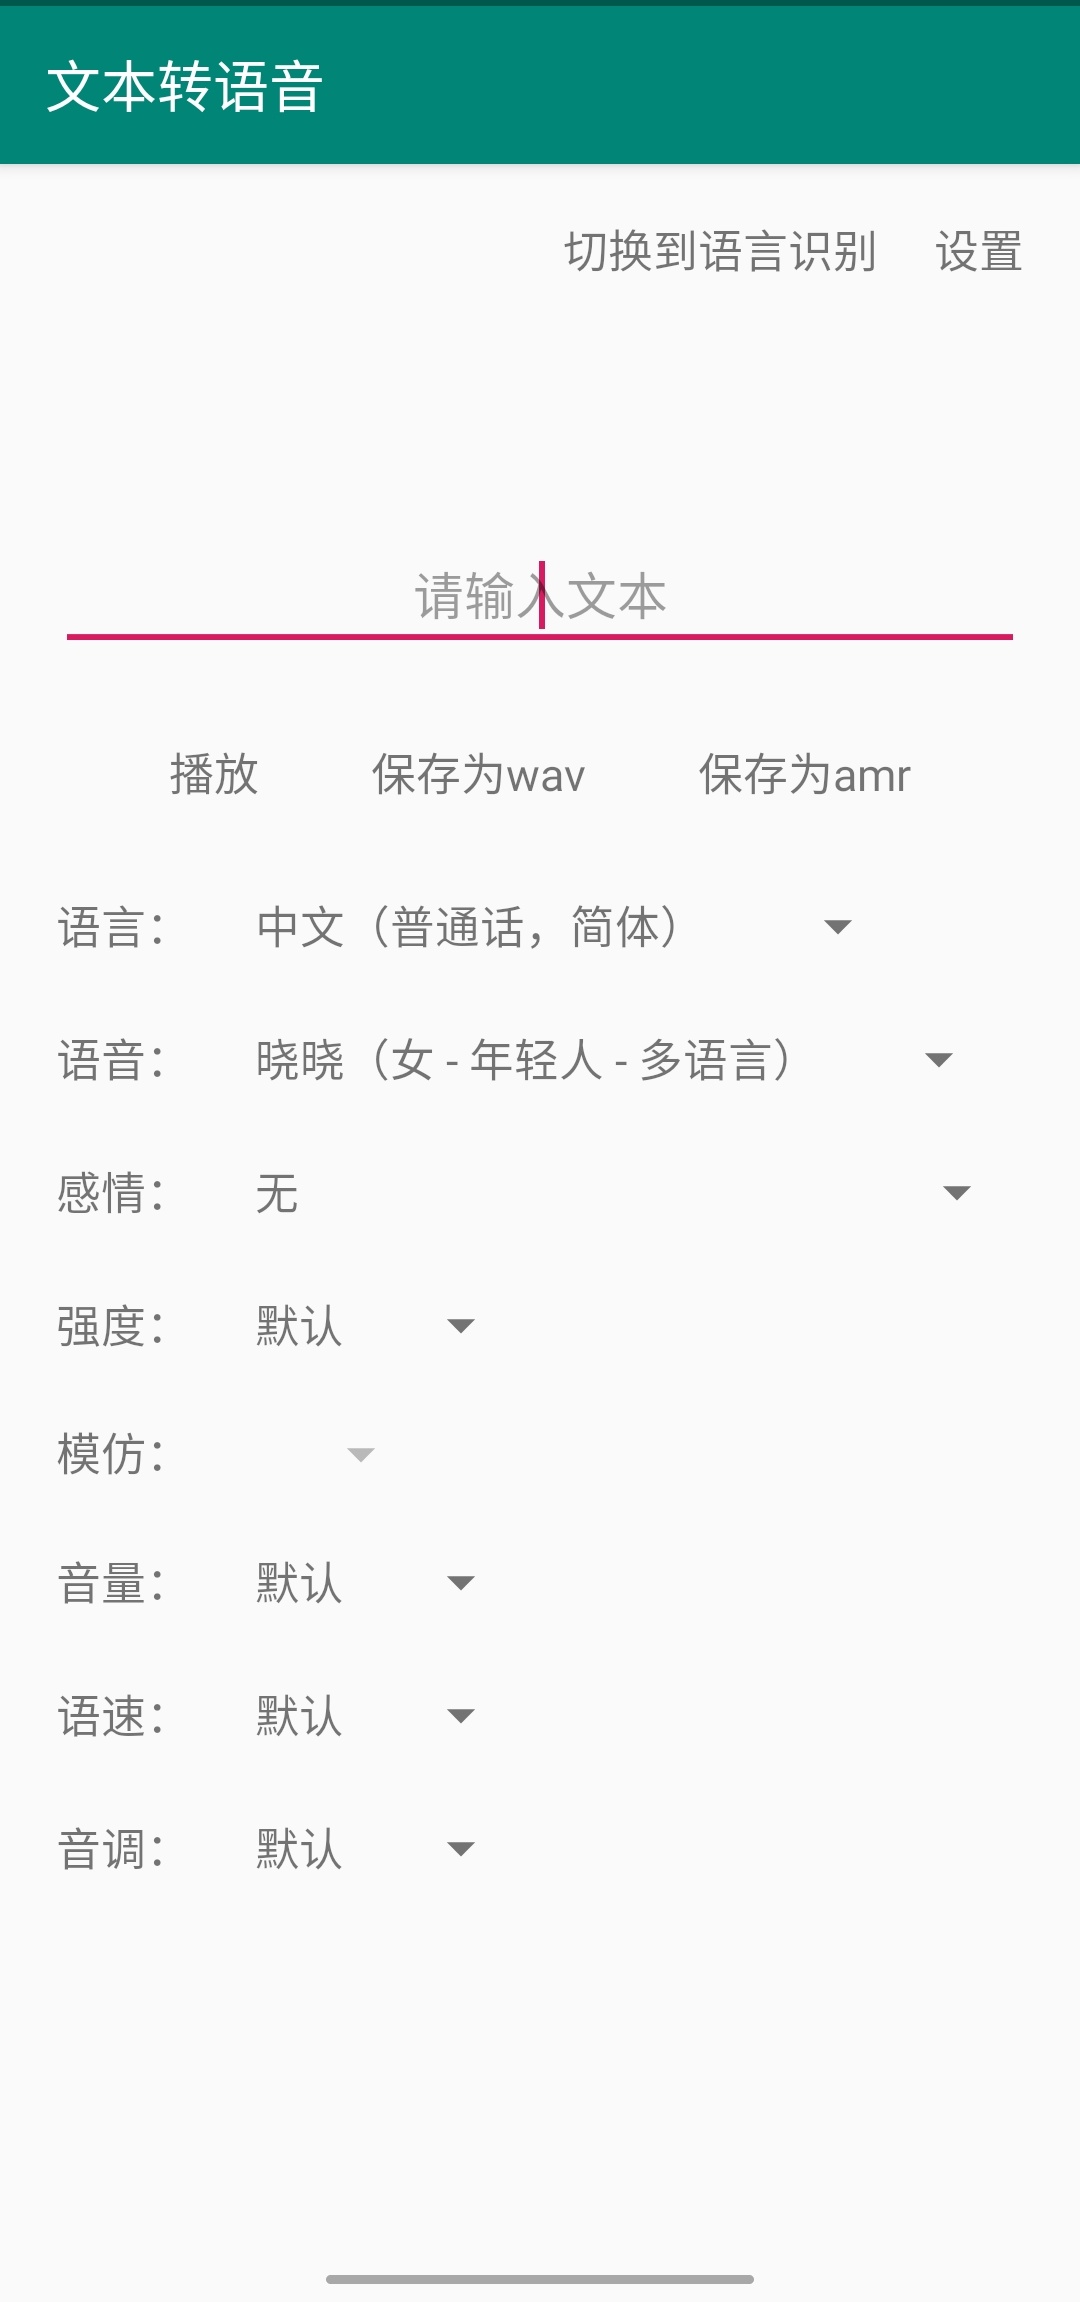 文本转语音
切换到语言识别 设置
请输入文本
播放 保存为wav 保存为amr
语言： 中文（普通话，简体）
语音： 晓晓（女 - 年轻人 - 多语言）
感情： 无
强度： 默认
模仿：
音量： 默认
语速： 默认
音调： 默认